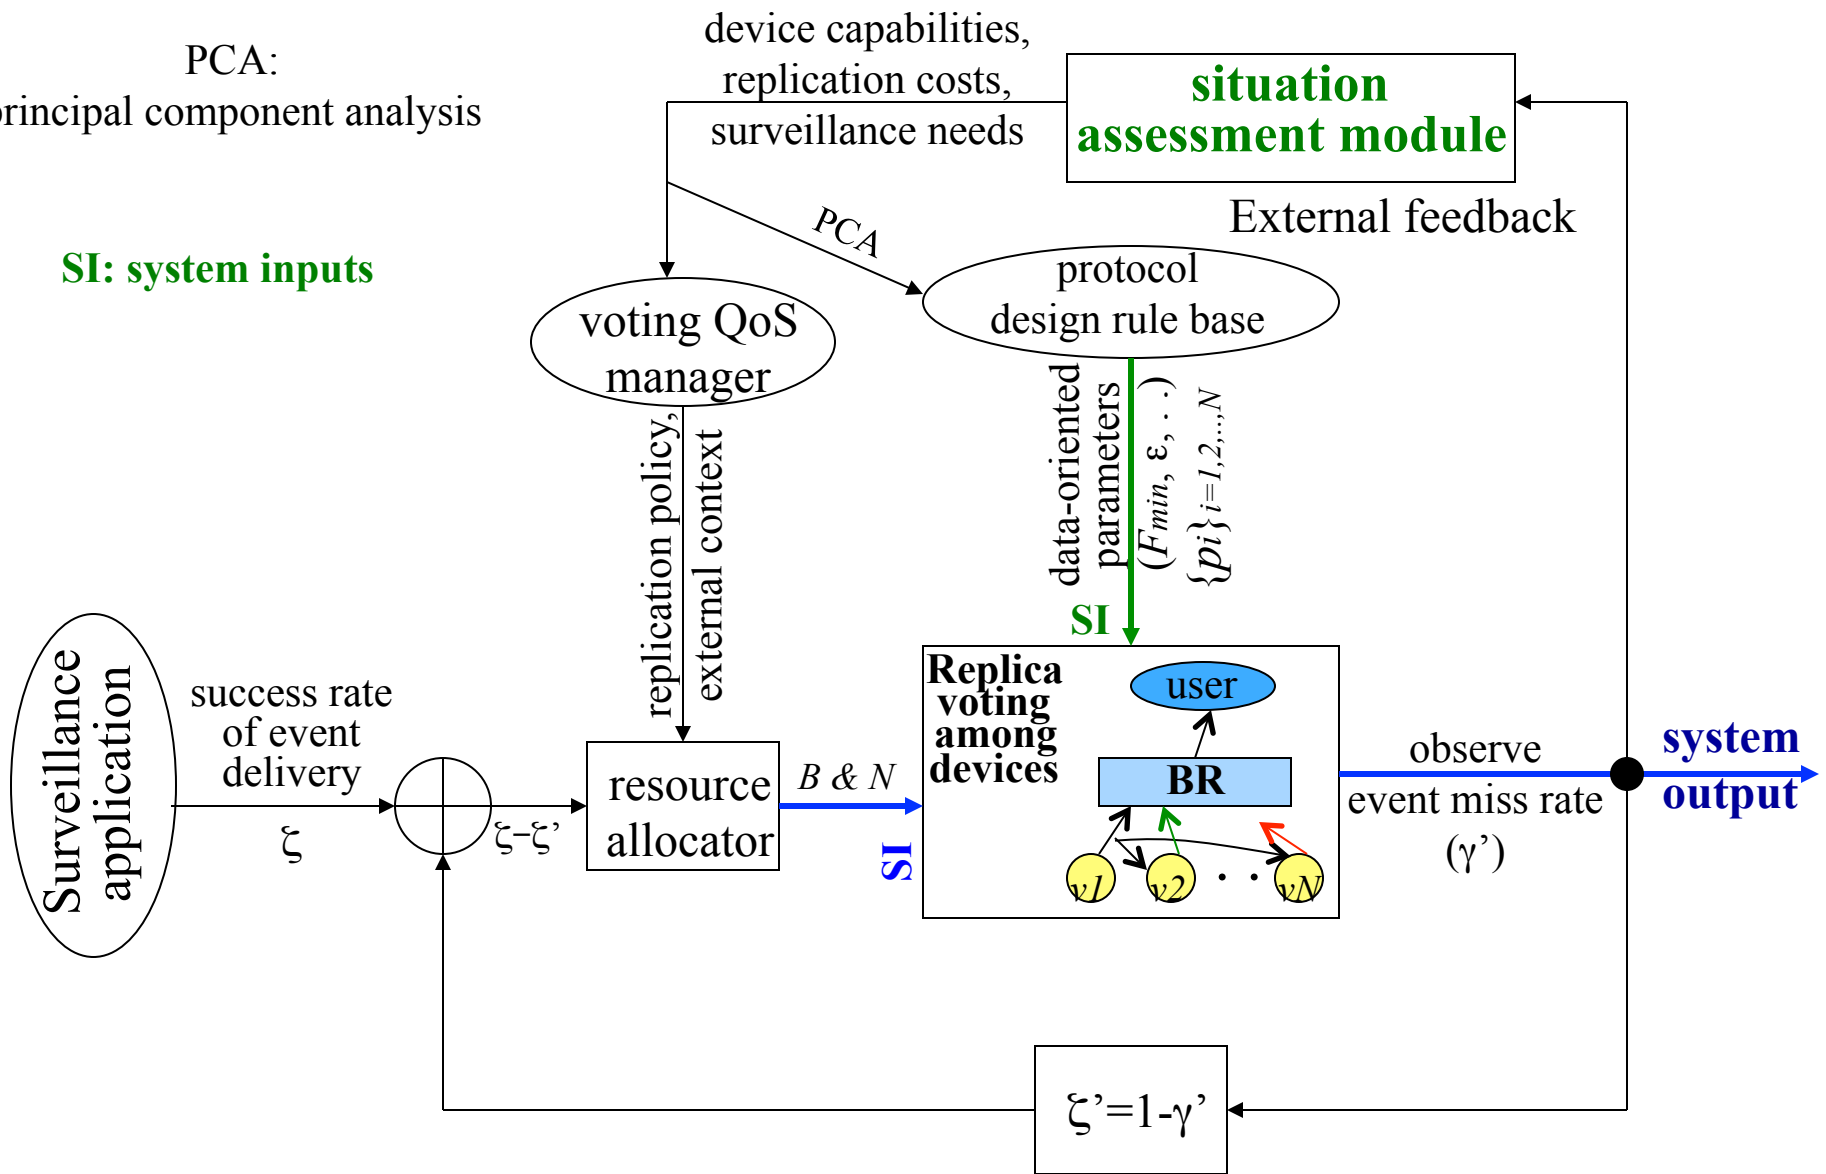 PCA:
principal component analysis
SI: system inputs
device capabilities,
replication costs,
surveillance needs
situation
assessment module
External feedback
PCA
voting QoS
manager
protocol
design rule base
replication policy,
external context
data-oriented
parameters
(Fmin, ε, . .)
{pi}i=1,2,..,N
SI
Surveillance
application
success rate
of event
delivery
ζ
ζ−ζ’
resource
allocator
B & N
SI
Replica
voting
among
devices
user
BR
v1
v2
. .
vN
observe
event miss rate
(γ’)
system
output
ζ’=1-γ’